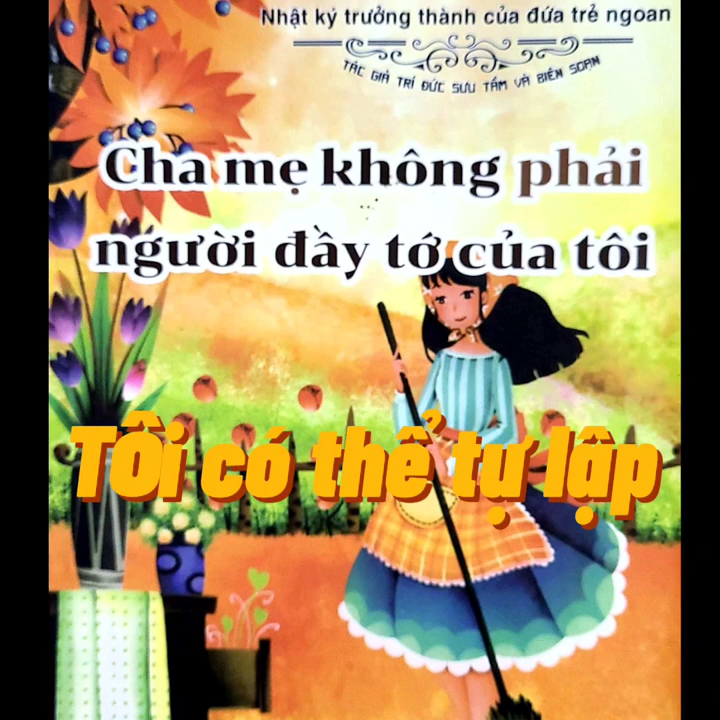 Nhật ký trưởng thành của đứa trẻ ngoan
TÁC GIẢ TRÍ ĐỨC SƯU TẦM VÀ BIÊN SOẠN
Cha mẹ không phải
người đầy tớ của tôi
Tôi có thể tự lập